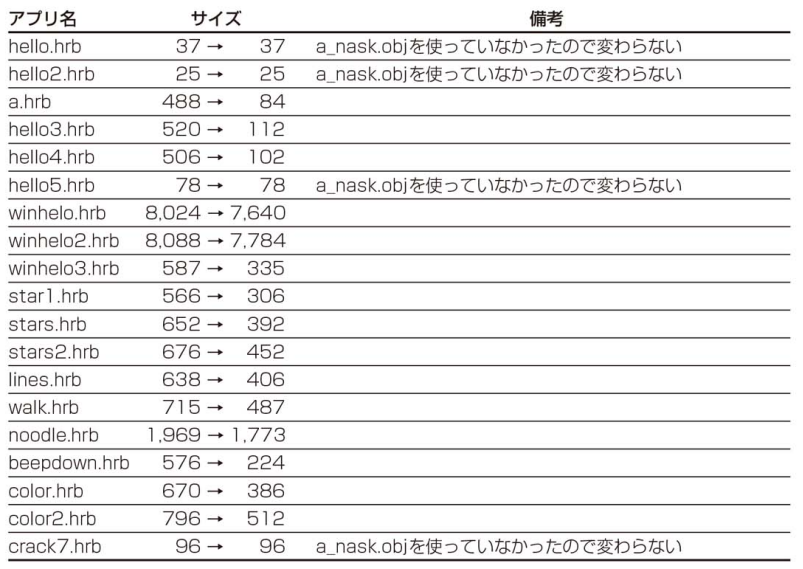 アプリ名 サイズ 備考
hello.hrb 37 → 37 a_nask.objを使っていなかったので変わらない
hello2.hrb 25 → 25 a_nask.objを使っていなかったので変わらない
a.hrb 488 → 84
hello3.hrb 520 → 112
hello4.hrb 506 → 102
hello5.hrb 78 → 78 a_nask.objを使っていなかったので変わらない
winhelo.hrb 8,024 → 7,640
winhelo2.hrb 8,088 → 7,784
winhelo3.hrb 587 → 335
star1.hrb 566 → 306
stars.hrb 652 → 392
stars2.hrb 676 → 452
lines.hrb 638 → 406
walk.hrb 715 → 487
noodle.hrb 1,969 → 1,773
beepdown.hrb 576 → 224
color.hrb 670 → 386
color2.hrb 796 → 512
crack7.hrb 96 → 96 a_nask.objを使っていなかったので変わらない